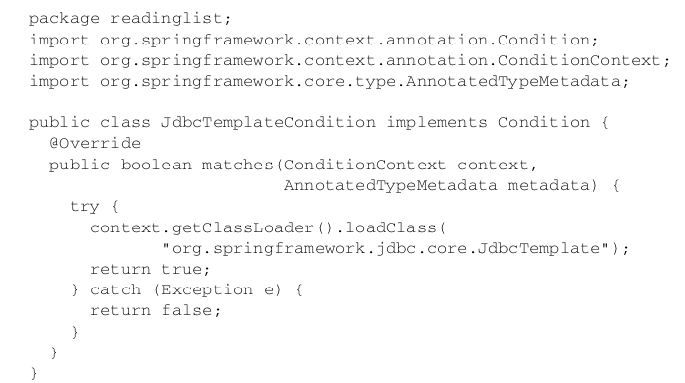 package readinglist;
import org.springframework.context.annotation.Condition;
import org.springframework.context.annotation.ConditionContext;
import org.springframework.core.type.AnnotatedTypeMetadata;
public class JdbcTemplateCondition implements Condition {
@Override
public boolean matches(ConditionContext context,
AnnotatedTypeMetadata metadata) {
try {
context.getClassLoader().loadClass(
"org.springframework.jdbc.core.JdbcTemplate");
return true;
} catch (Exception e) {
return false;
}
}
}